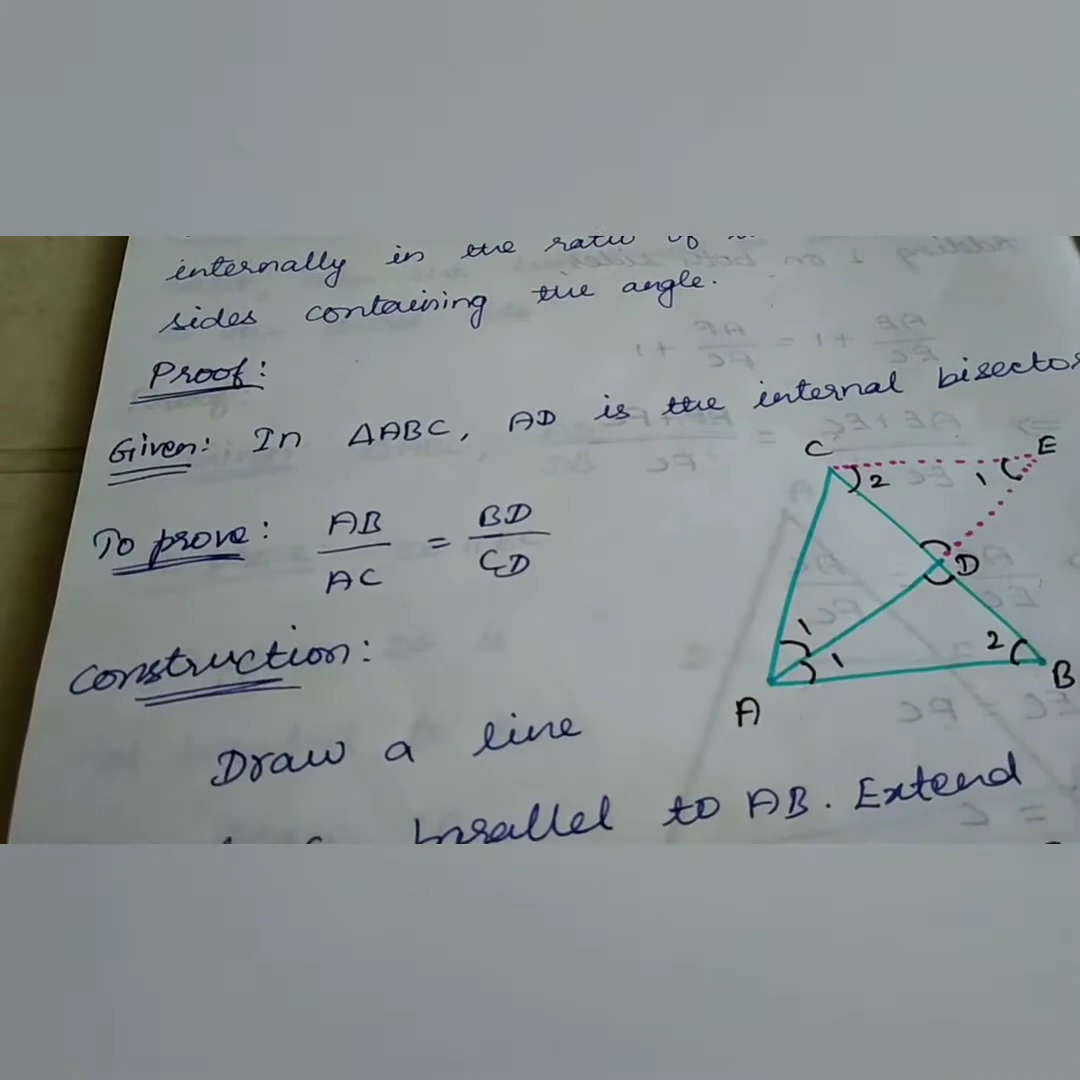 internally in the
sides containing the angle.
Proof:
Given: In ΔABC, AD is the internal bisector
To prove: AB/AC = BD/CD
Construction:
Draw a line
parallel to AB. Extend
C
2
1
E
D
1
1
2
A
B